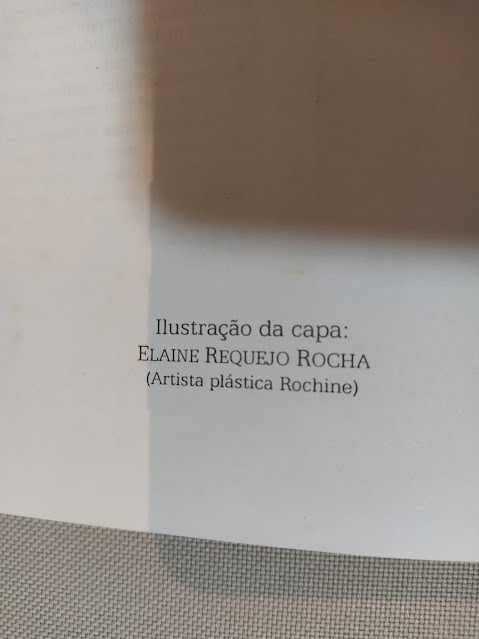 Ilustração da capa:
ELAINE REQUEJO ROCHA
(Artista plástica Rochine)